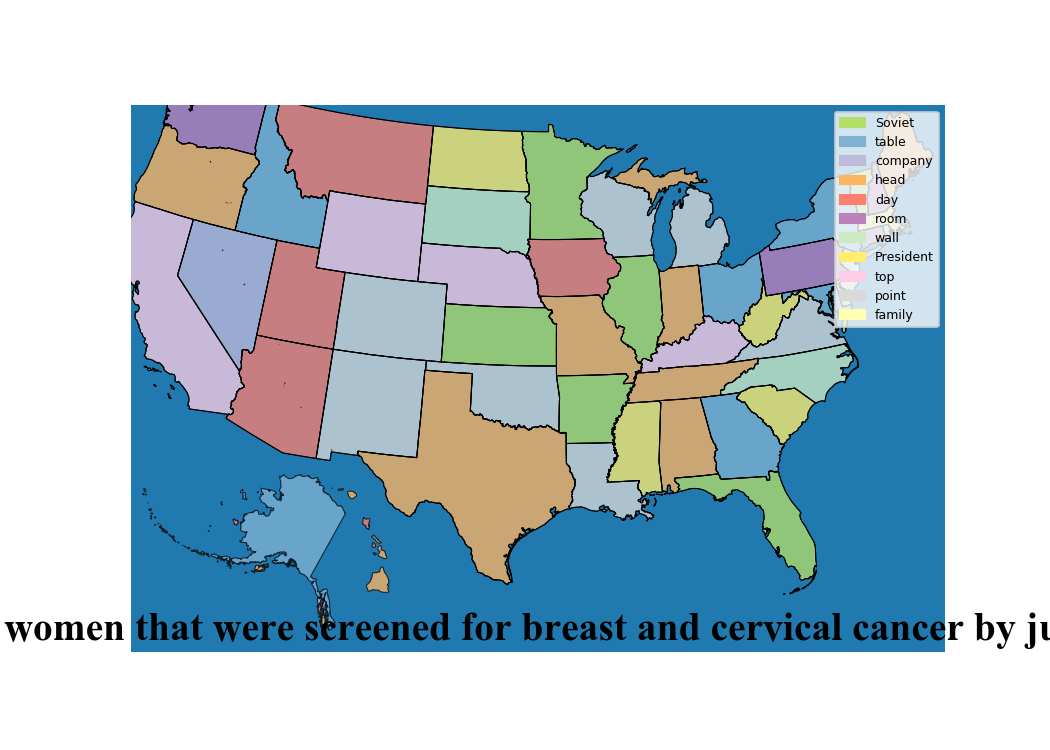 Soviet
table
company
head
day
room
wall
President
top
point
family
women that were screened for breast and cervical cancer by